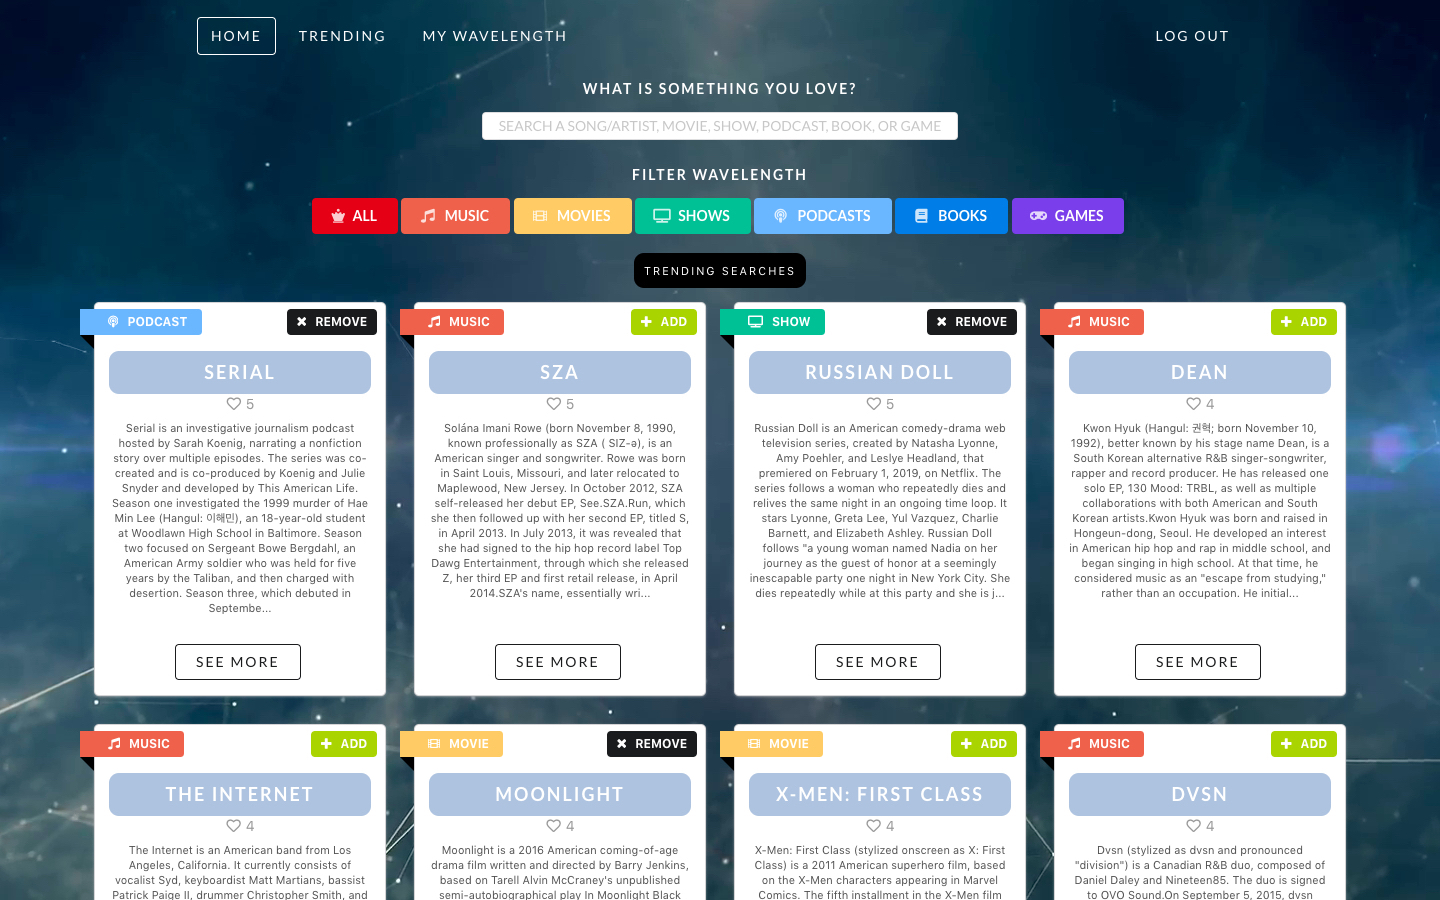 HOME TRENDING MY WAVELENGTH LOG OUT
WHAT IS SOMETHING YOU LOVE?
SEARCH A SONG/ARTIST, MOVIE, SHOW, PODCAST, BOOK, OR GAME
FILTER WAVELENGTH
ALL MUSIC MOVIES SHOWS PODCASTS BOOKS GAMES
TRENDING SEARCHES
PODCAST REMOVE
SERIAL
5
Serial is an investigative journalism podcast
hosted by Sarah Koenig, narrating a nonfiction
story over multiple episodes. The series was co-
created and is co-produced by Koenig and Julie
Snyder and developed by This American Life.
Season one investigated the 1999 murder of Hae
Min Lee (Hangul: 이해민), an 18-year-old student
at Woodlawn High School in Baltimore. Season
two focused on Sergeant Bowe Bergdahl, an
American Army soldier who was held for five
years by the Taliban, and then charged with
desertion. Season three, which debuted in
Septembe...
SEE MORE
MUSIC ADD
SZA
5
Solána Imani Rowe (born November 8, 1990,
known professionally as SZA ( SIZ-ə), is an
American singer and songwriter. Rowe was born
in Saint Louis, Missouri, and later relocated to
Maplewood, New Jersey. In October 2012, SZA
self-released her debut EP, See.SZA.Run, which
she then followed up with her second EP, titled S,
in April 2013. In July 2013, it was revealed that
she had signed to the hip hop record label Top
Dawg Entertainment, through which she released
Z, her third EP and first retail release, in April
2014.SZA's name, essentially wri...
SEE MORE
SHOW REMOVE
RUSSIAN DOLL
5
Russian Doll is an American comedy-drama web
television series, created by Natasha Lyonne,
Amy Poehler, and Leslye Headland, that
premiered on February 1, 2019, on Netflix. The
series follows a woman who repeatedly dies and
relives the same night in an ongoing time loop. It
stars Lyonne, Greta Lee, Yul Vazquez, Charlie
Barnett, and Elizabeth Ashley. Russian Doll
follows "a young woman named Nadia on her
journey as the guest of honor at a seemingly
inescapable party one night in New York City. She
dies repeatedly while at this party and she is j...
SEE MORE
MUSIC ADD
DEAN
4
Kwon Hyuk (Hangul: 권혁; born November 10,
1992), better known by his stage name Dean, is a
South Korean alternative R&B singer-songwriter,
rapper and record producer. He has released one
solo EP, 130 Mood: TRBL, as well as multiple
collaborations with both American and South
Korean artists.Kwon Hyuk was born and raised in
Hongeun-dong, Seoul. He developed an interest
in American hip hop and rap in middle school, and
began singing in high school. At that time, he
considered music as an "escape from studying,"
rather than an occupation. He initial...
SEE MORE
MUSIC ADD
THE INTERNET
4
The Internet is an American band from Los
Angeles, California. It currently consists of
vocalist Syd, keyboardist Matt Martians, bassist
Patrick Paige II, drummer Christopher Smith, and
MOVIE REMOVE
MOONLIGHT
4
Moonlight is a 2016 American coming-of-age
drama film written and directed by Barry Jenkins,
based on Tarell Alvin McCraney's unpublished
semi-autobiographical play In Moonlight Black
MOVIE ADD
X-MEN: FIRST CLASS
4
X-Men: First Class (stylized onscreen as X: First
Class) is a 2011 American superhero film, based
on the X-Men characters appearing in Marvel
Comics. The fifth installment in the X-Men film
MUSIC ADD
DVSN
4
Dvsn (stylized as dvsn and pronounced
"division") is a Canadian R&B duo, composed of
Daniel Daley and Nineteen85. The duo is signed
to OVO Sound.On September 5, 2015, dvsn